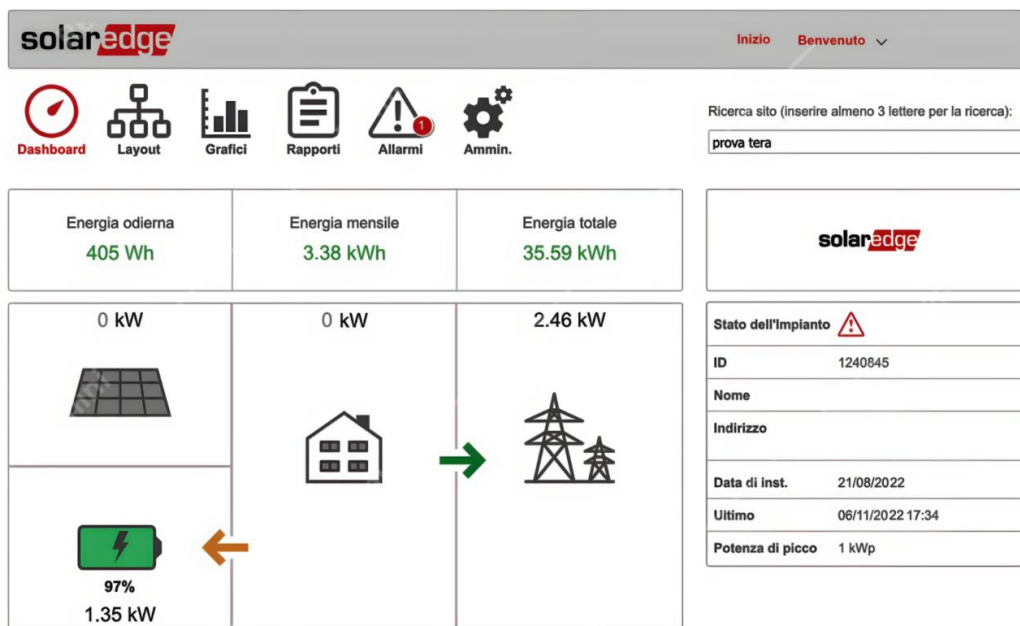 solaredge
Inizio Benvenuto
Dashboard Layout Grafici Rapporti Allarmi 1 Ammin.
Ricerca sito (inserire almeno 3 lettere per la ricerca):
prova tera
Energia odierna
405 Wh
Energia mensile
3.38 kWh
Energia totale
35.59 kWh
solaredge
0 kW
0 kW
2.46 kW
97%
1.35 kW
Stato dell'Impianto
ID 1240845
Nome
Indirizzo
Data di inst. 21/08/2022
Uitimo 06/11/2022 17:34
Potenza di picco 1 kWp